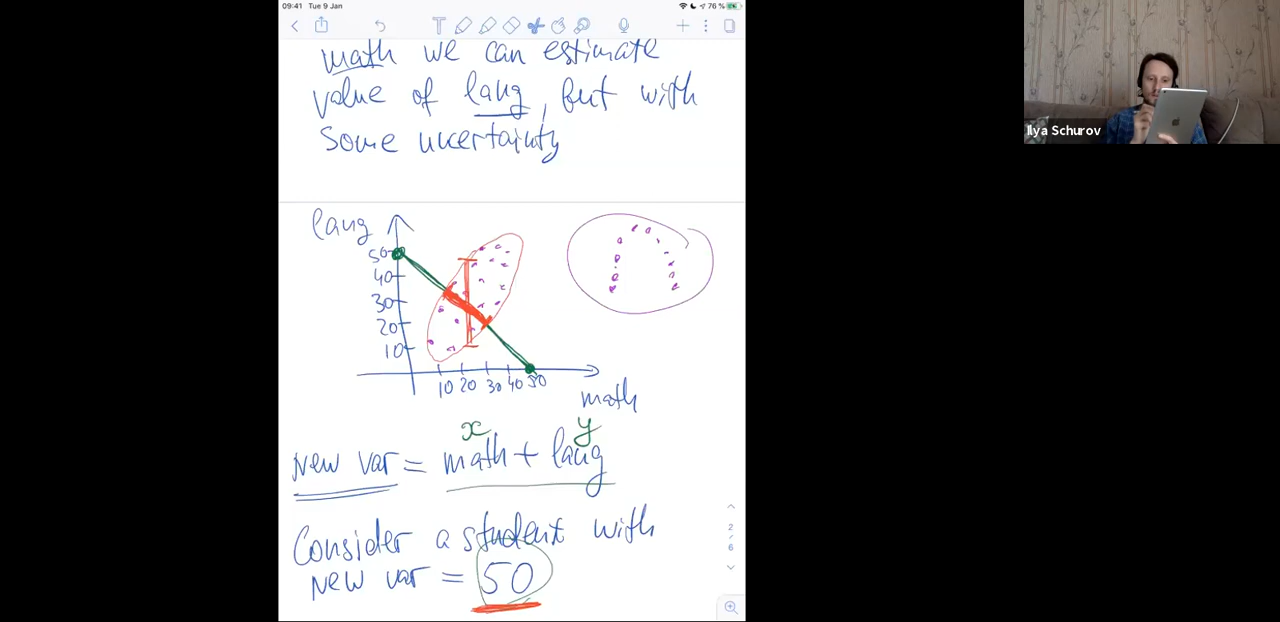 09:41 Tue 9 Jan
76 %
math we can estimate
value of lang, but with
some uncertainty
lang
50
40
30
20
10
10 20 30 40 50
math
x y
New var = math + lang
Consider a student with
New var = 50
2
6
Ilya Schurov